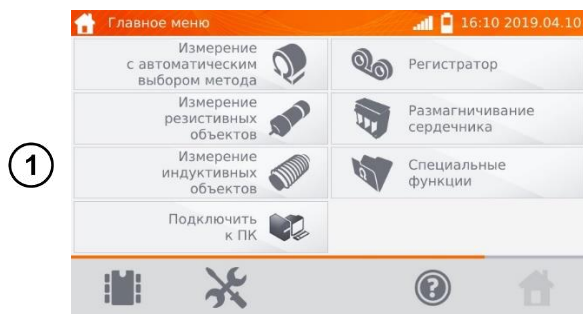 Главное меню
16:10 2019.04.10
Измерение
с автоматическим
выбором метода
Регистратор
Измерение
резистивных
объектов
Размагничивание
сердечника
1
Измерение
индуктивных
объектов
Специальные
функции
Подключить
к ПК